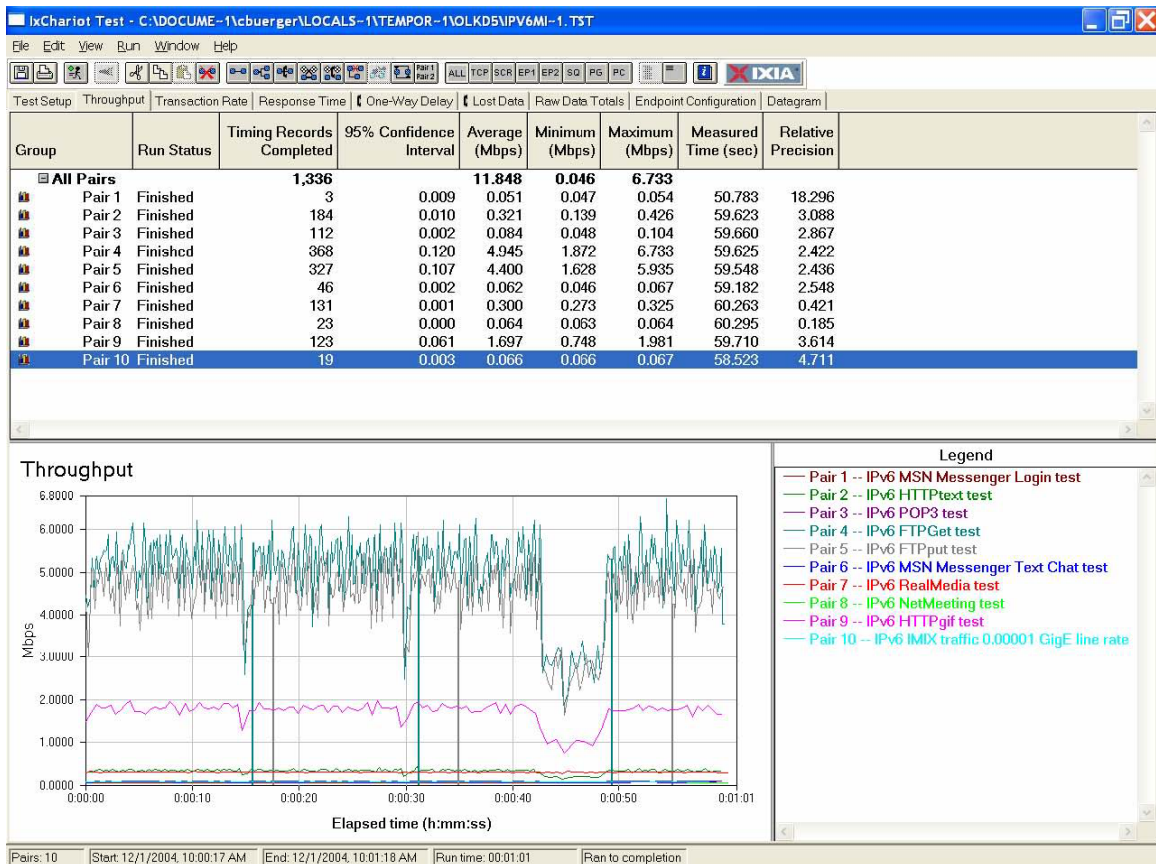 IxChariot Test - C:\DOCUME~1\cbuerger\LOCALS~1\TEMPOR~1\OLKD5\IPV6MI~1.TST
File Edit View Run Window Help
Pair 1 Pair 2 ALL TCP SCR EP1 EP2 SQ PG PC IXIA
Test Setup Throughput Transaction Rate Response Time One-Way Delay Lost Data Raw Data Totals Endpoint Configuration Datagram
Group Run Status Timing Records Completed 95% Confidence Interval Average (Mbps) Minimum (Mbps) Maximum (Mbps) Measured Time (sec) Relative Precision
All Pairs 1,336 11.848 0.046 6.733
Pair 1 Finished 3 0.009 0.051 0.047 0.054 50.783 18.296
Pair 2 Finished 184 0.010 0.321 0.139 0.426 59.623 3.088
Pair 3 Finished 112 0.002 0.084 0.048 0.104 59.660 2.867
Pair 4 Finished 368 0.120 4.945 1.872 6.733 59.625 2.422
Pair 5 Finished 327 0.107 4.400 1.628 5.935 59.548 2.436
Pair 6 Finished 46 0.002 0.062 0.046 0.067 59.182 2.548
Pair 7 Finished 131 0.001 0.300 0.273 0.325 60.263 0.421
Pair 8 Finished 23 0.000 0.064 0.063 0.064 60.295 0.185
Pair 9 Finished 123 0.061 1.697 0.748 1.981 59.710 3.614
Pair 10 Finished 19 0.003 0.066 0.066 0.067 58.523 4.711
Throughput
6.8000
6.0000
5.0000
4.0000
3.0000
2.0000
1.0000
0.0000
Mbps
0:00:00 0:00:10 0:00:20 0:00:30 0:00:40 0:00:50 0:01:01
Elapsed time (h:mm:ss)
Legend
Pair 1 -- IPv6 MSN Messenger Login test
Pair 2 -- IPv6 HTTPtext test
Pair 3 -- IPv6 POP3 test
Pair 4 -- IPv6 FTPGet test
Pair 5 -- IPv6 FTPput test
Pair 6 -- IPv6 MSN Messenger Text Chat test
Pair 7 -- IPv6 RealMedia test
Pair 8 -- IPv6 NetMeeting test
Pair 9 -- IPv6 HTTPgif test
Pair 10 -- IPv6 IMIX traffic 0.00001 GigE line rate
Pairs: 10 Start: 12/1/2004, 10:00:17 AM End: 12/1/2004, 10:01:18 AM Run time: 00:01:01 Ran to completion